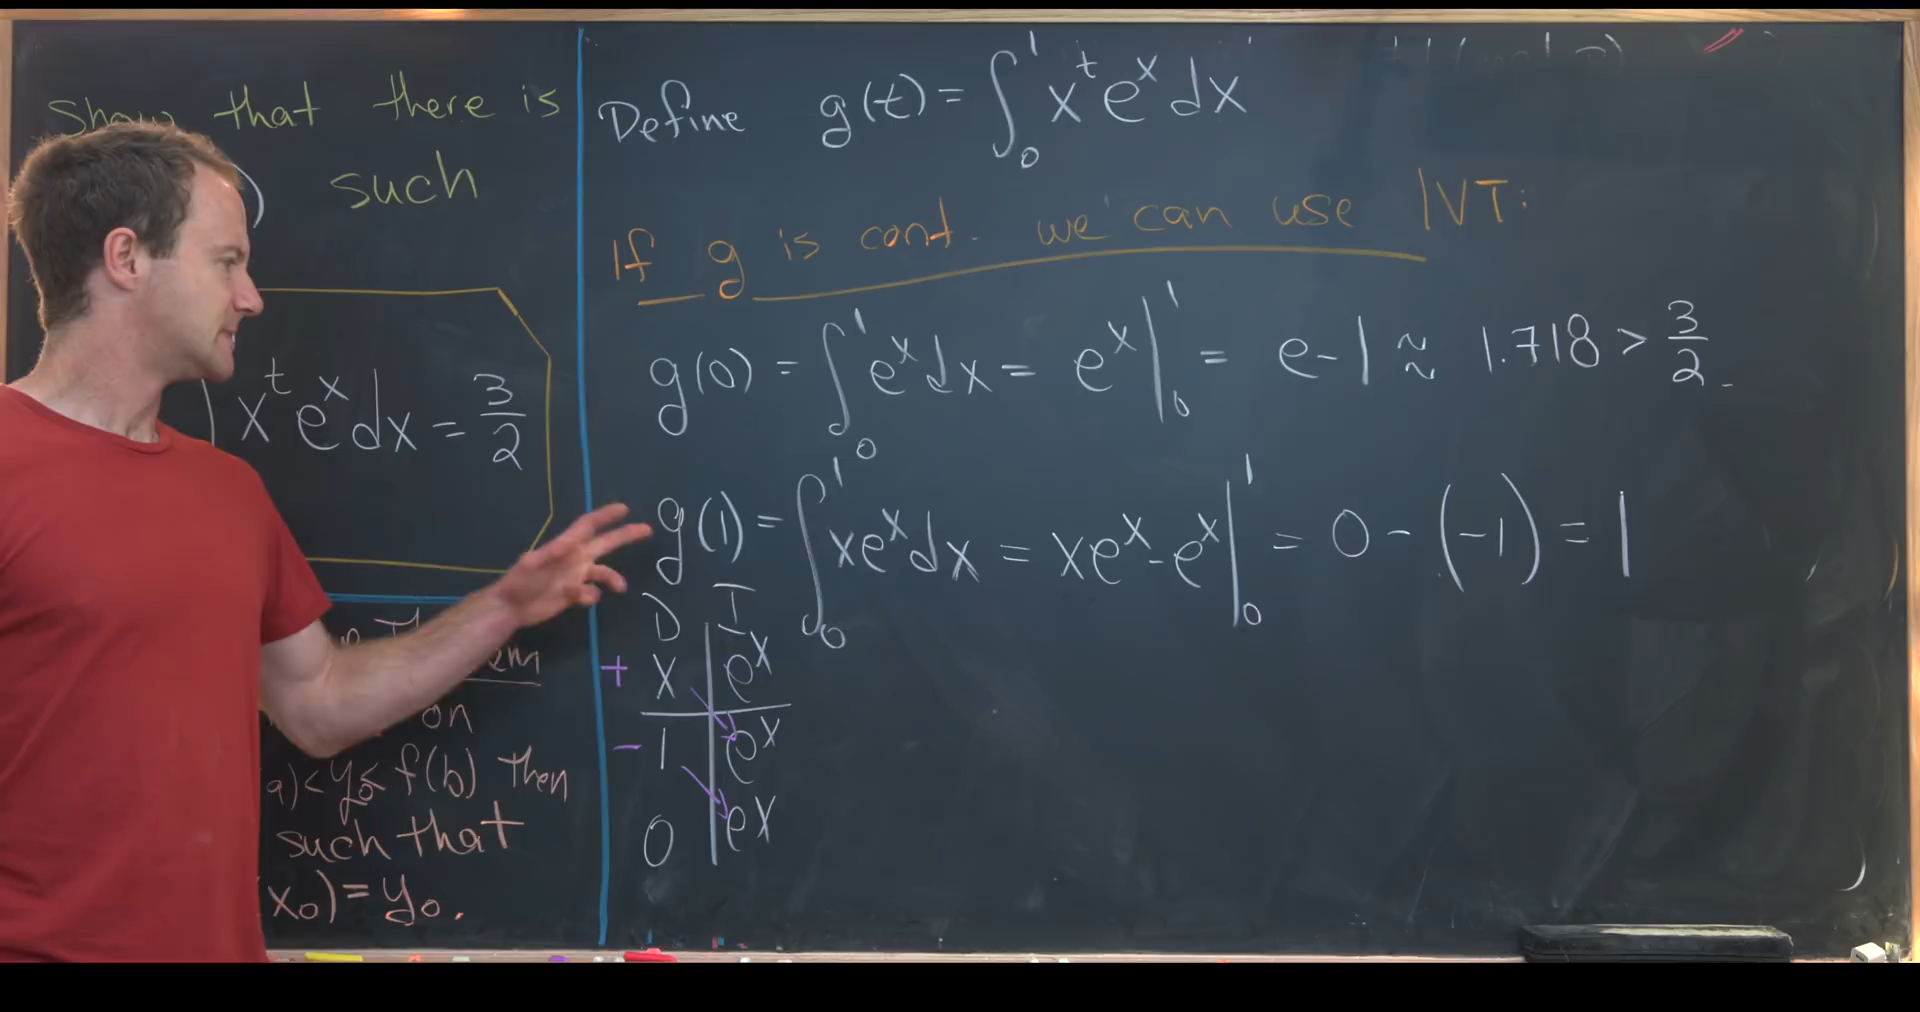 Show that there is
) such
x^t e^x dx = 3/2
on
a) < y₀ ≤ f(b) then
such that
x₀) = y₀.
Define g(t) = ∫₀¹ x^t e^x dx
If g is cont. we can use IVT:
g(0) = ∫₀¹ e^x dx = e^x |₀¹ = e - 1 ≈ 1.718 > 3/2.
g(1) = ∫₀¹ x e^x dx = x e^x - e^x |₀¹ = 0 - (-1) = 1
D I
+ x e^x
- 1 e^x
0 e^x